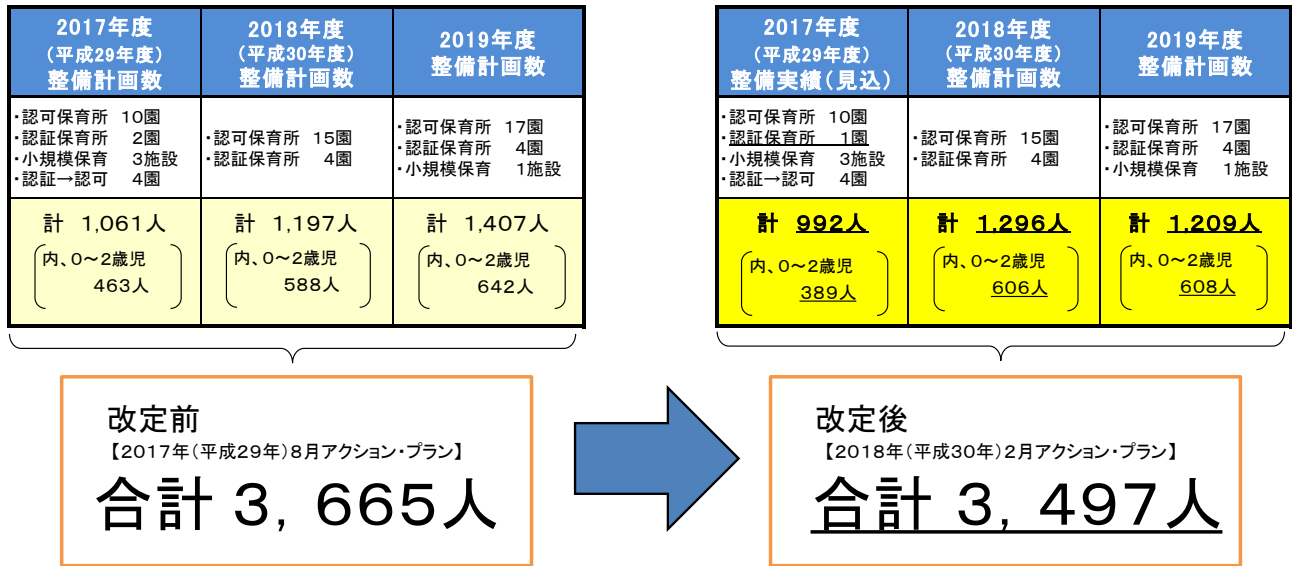 2017年度
(平成29年度)
整備計画数
2018年度
(平成30年度)
整備計画数
2019年度
整備計画数
・認可保育所 10園
・認証保育所 2園
・小規模保育 3施設
・認証→認可 4園
・認可保育所 15園
・認証保育所 4園
・認可保育所 17園
・認証保育所 4園
・小規模保育 1施設
計 1,061人
内、0~2歳児
463人
計 1,197人
内、0~2歳児
588人
計 1,407人
内、0~2歳児
642人
改定前
【2017年(平成29年)8月アクション・プラン】
合計 3,665人
2017年度
(平成29年度)
整備実績(見込)
2018年度
(平成30年度)
整備計画数
2019年度
整備計画数
・認可保育所 10園
・認証保育所 1園
・小規模保育 3施設
・認証→認可 4園
・認可保育所 15園
・認証保育所 4園
・認可保育所 17園
・認証保育所 4園
・小規模保育 1施設
計 992人
内、0~2歳児
389人
計 1,296人
内、0~2歳児
606人
計 1,209人
内、0~2歳児
608人
改定後
【2018年(平成30年)2月アクション・プラン】
合計 3,497人